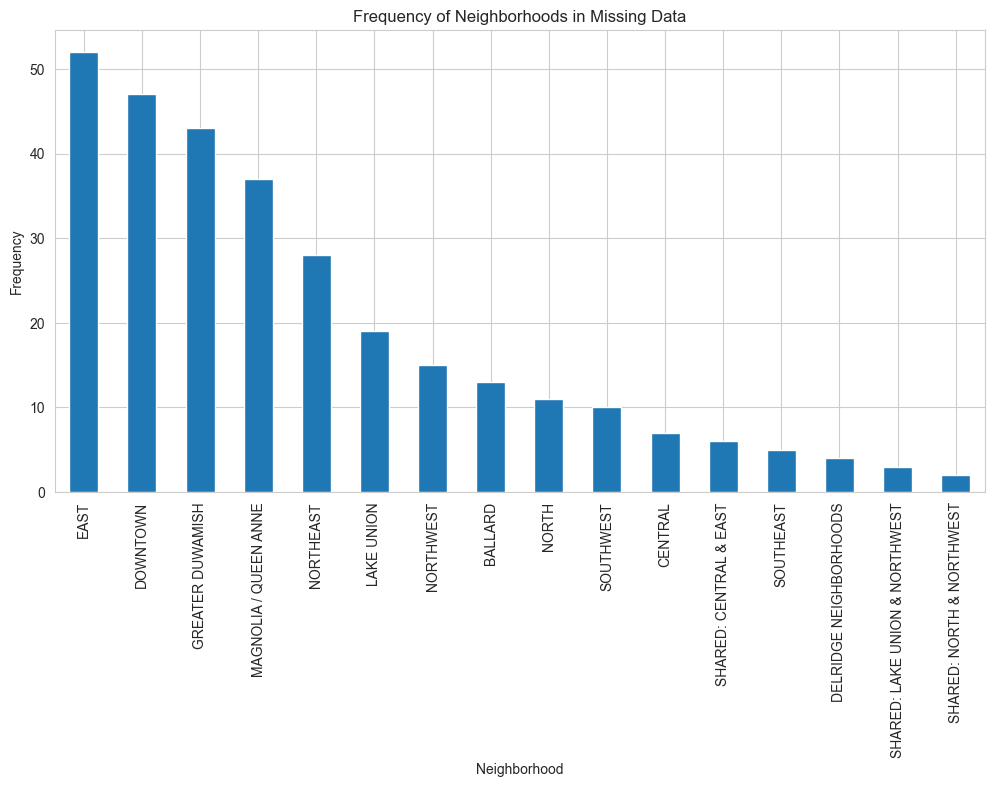 Frequency of Neighborhoods in Missing Data
Frequency
50
40
30
20
10
0
EAST
DOWNTOWN
GREATER DUWAMISH
MAGNOLIA / QUEEN ANNE
NORTHEAST
LAKE UNION
NORTHWEST
BALLARD
NORTH
SOUTHWEST
CENTRAL
SHARED: CENTRAL & EAST
SOUTHEAST
DELRIDGE NEIGHBORHOODS
SHARED: LAKE UNION & NORTHWEST
SHARED: NORTH & NORTHWEST
Neighborhood